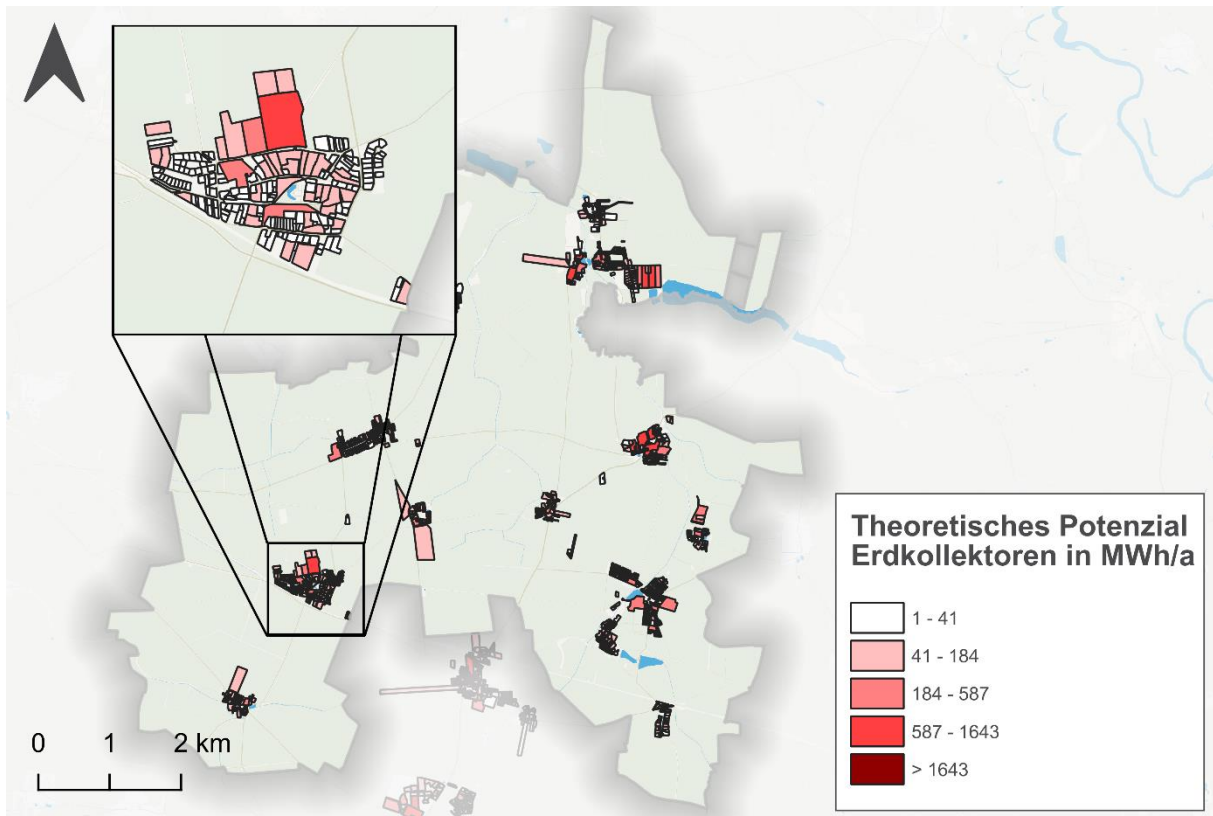 Theoretisches Potenzial
Erdkollektoren in MWh/a
1 - 41
41 - 184
184 - 587
587 - 1643
> 1643
0 1 2 km